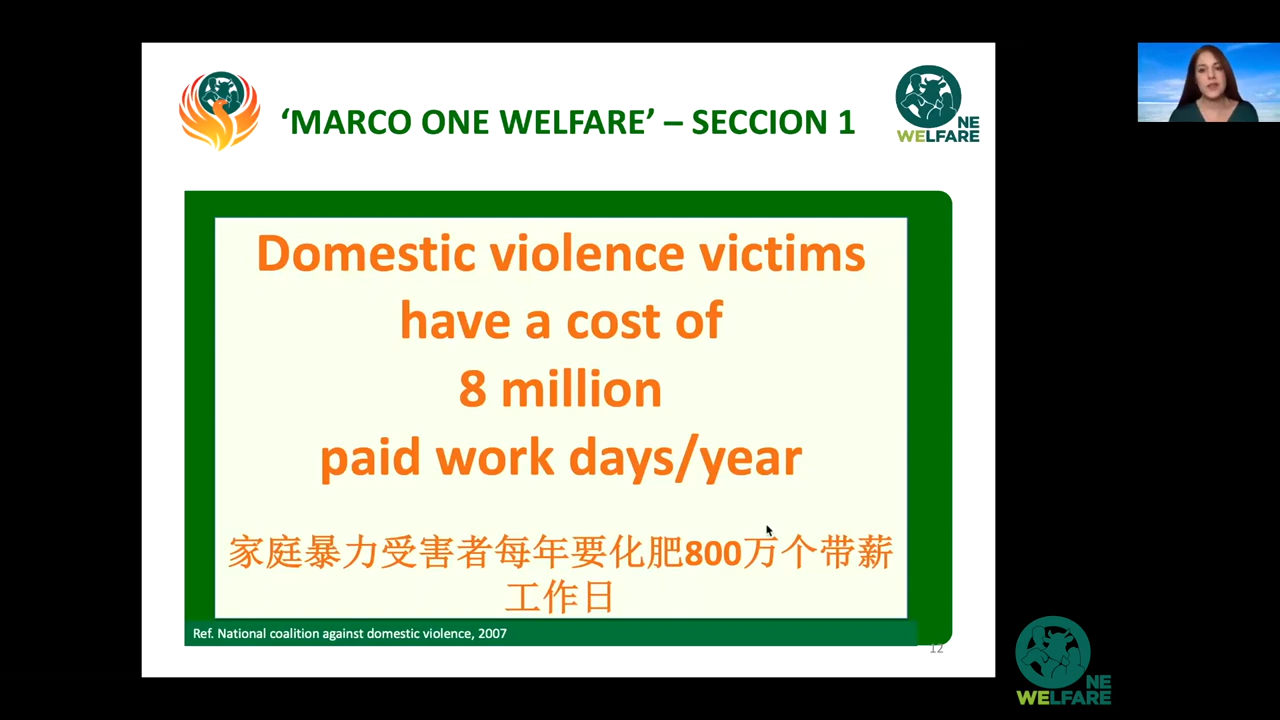 ‘MARCO ONE WELFARE’ – SECCION 1
NE
WELFARE
Domestic violence victims
have a cost of
8 million
paid work days/year
家庭暴力受害者每年要化肥800万个带薪
工作日
Ref. National coalition against domestic violence, 2007
12
NE
WELFARE